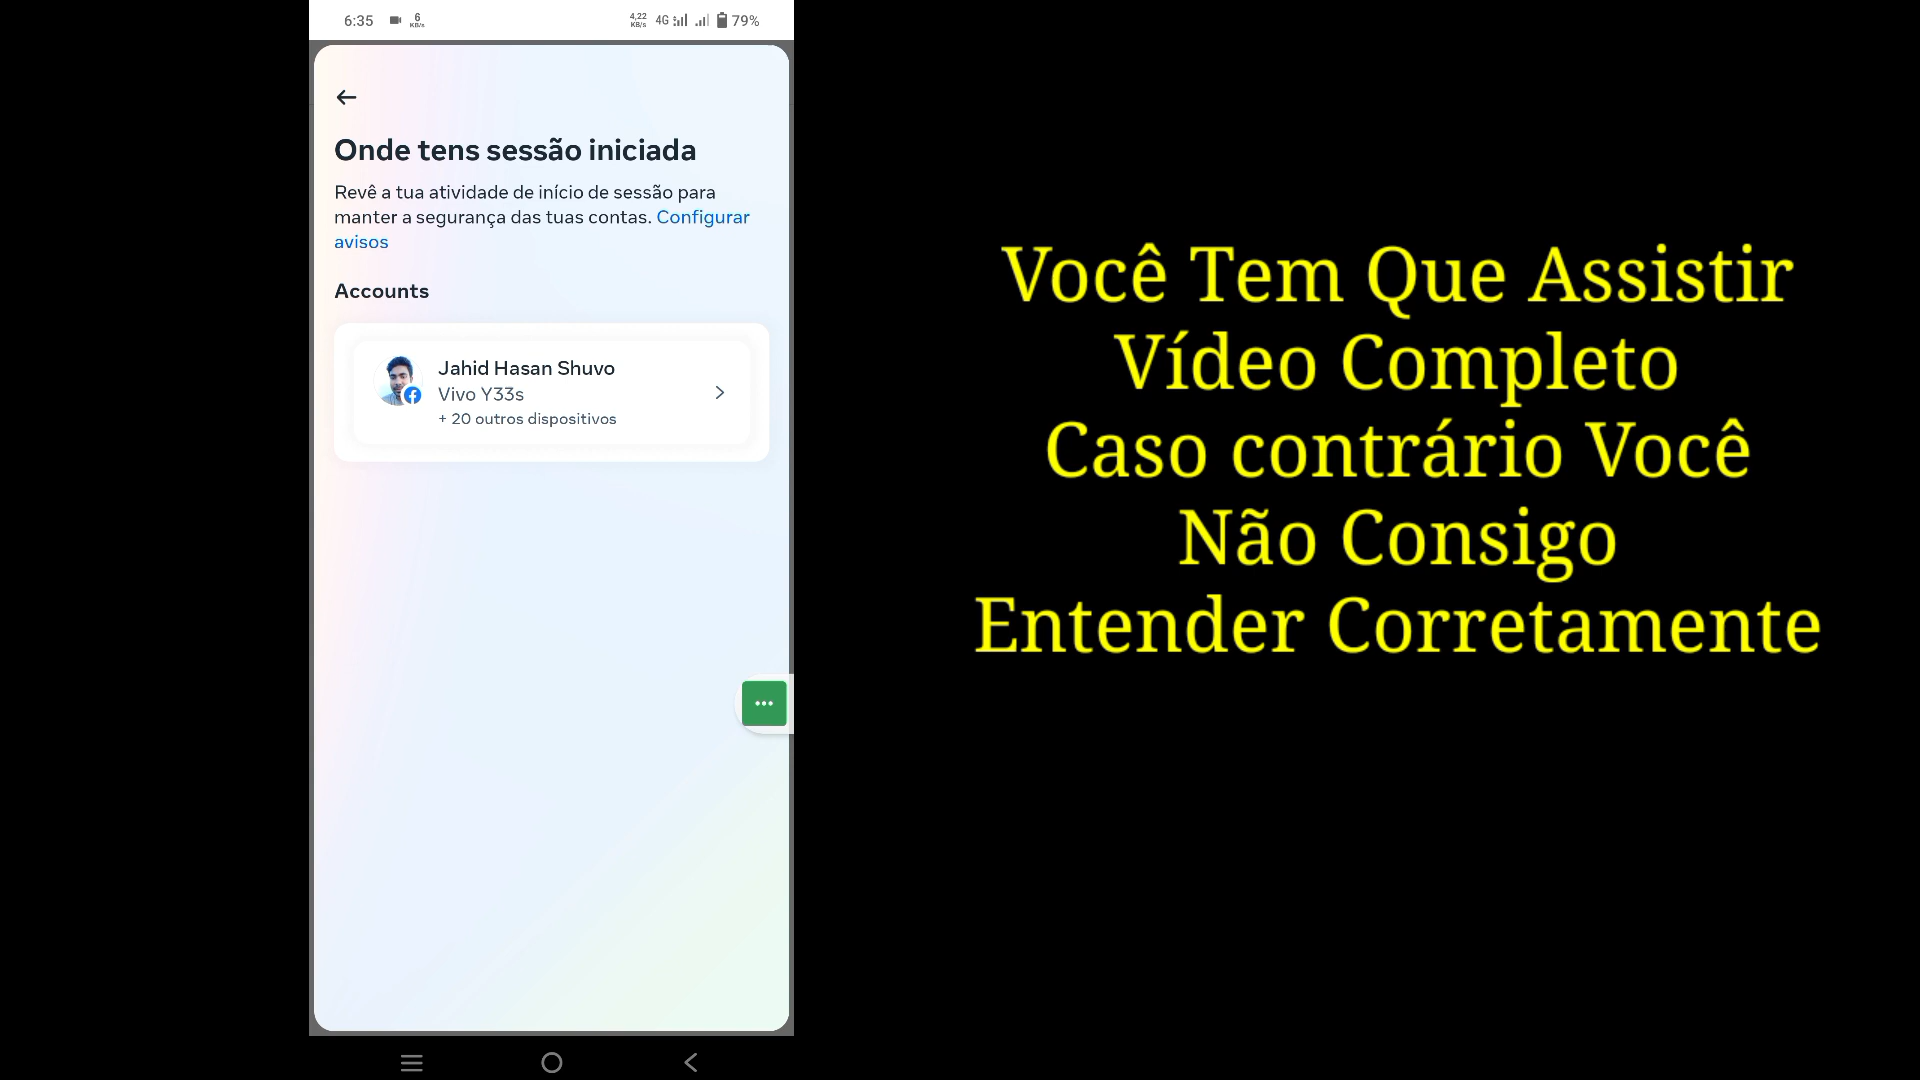 6:35
6
KB/s
4,22
KB/s
4G
79%
Onde tens sessão iniciada
Revê a tua atividade de início de sessão para
manter a segurança das tuas contas. Configurar
avisos
Accounts
Jahid Hasan Shuvo
Vivo Y33s
+ 20 outros dispositivos
Você Tem Que Assistir
Vídeo Completo
Caso contrário Você
Não Consigo
Entender Corretamente